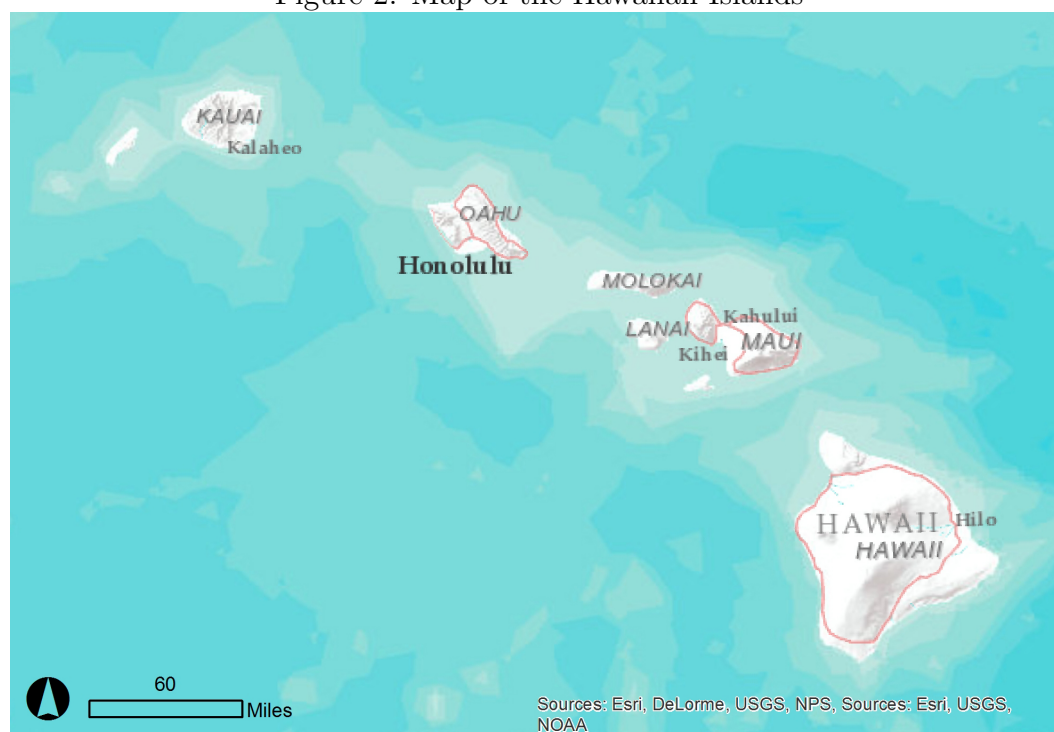 Figure 2: Map of the Hawaiian Islands
KAUAI
Kalaheo
OAHU
Honolulu
MOLOKAI
LANAI
Kahului
MAUI
Kihei
HAWAII
Hilo
HAWAII
60
Miles
Sources: Esri, DeLorme, USGS, NPS, Sources: Esri, USGS,
NOAA